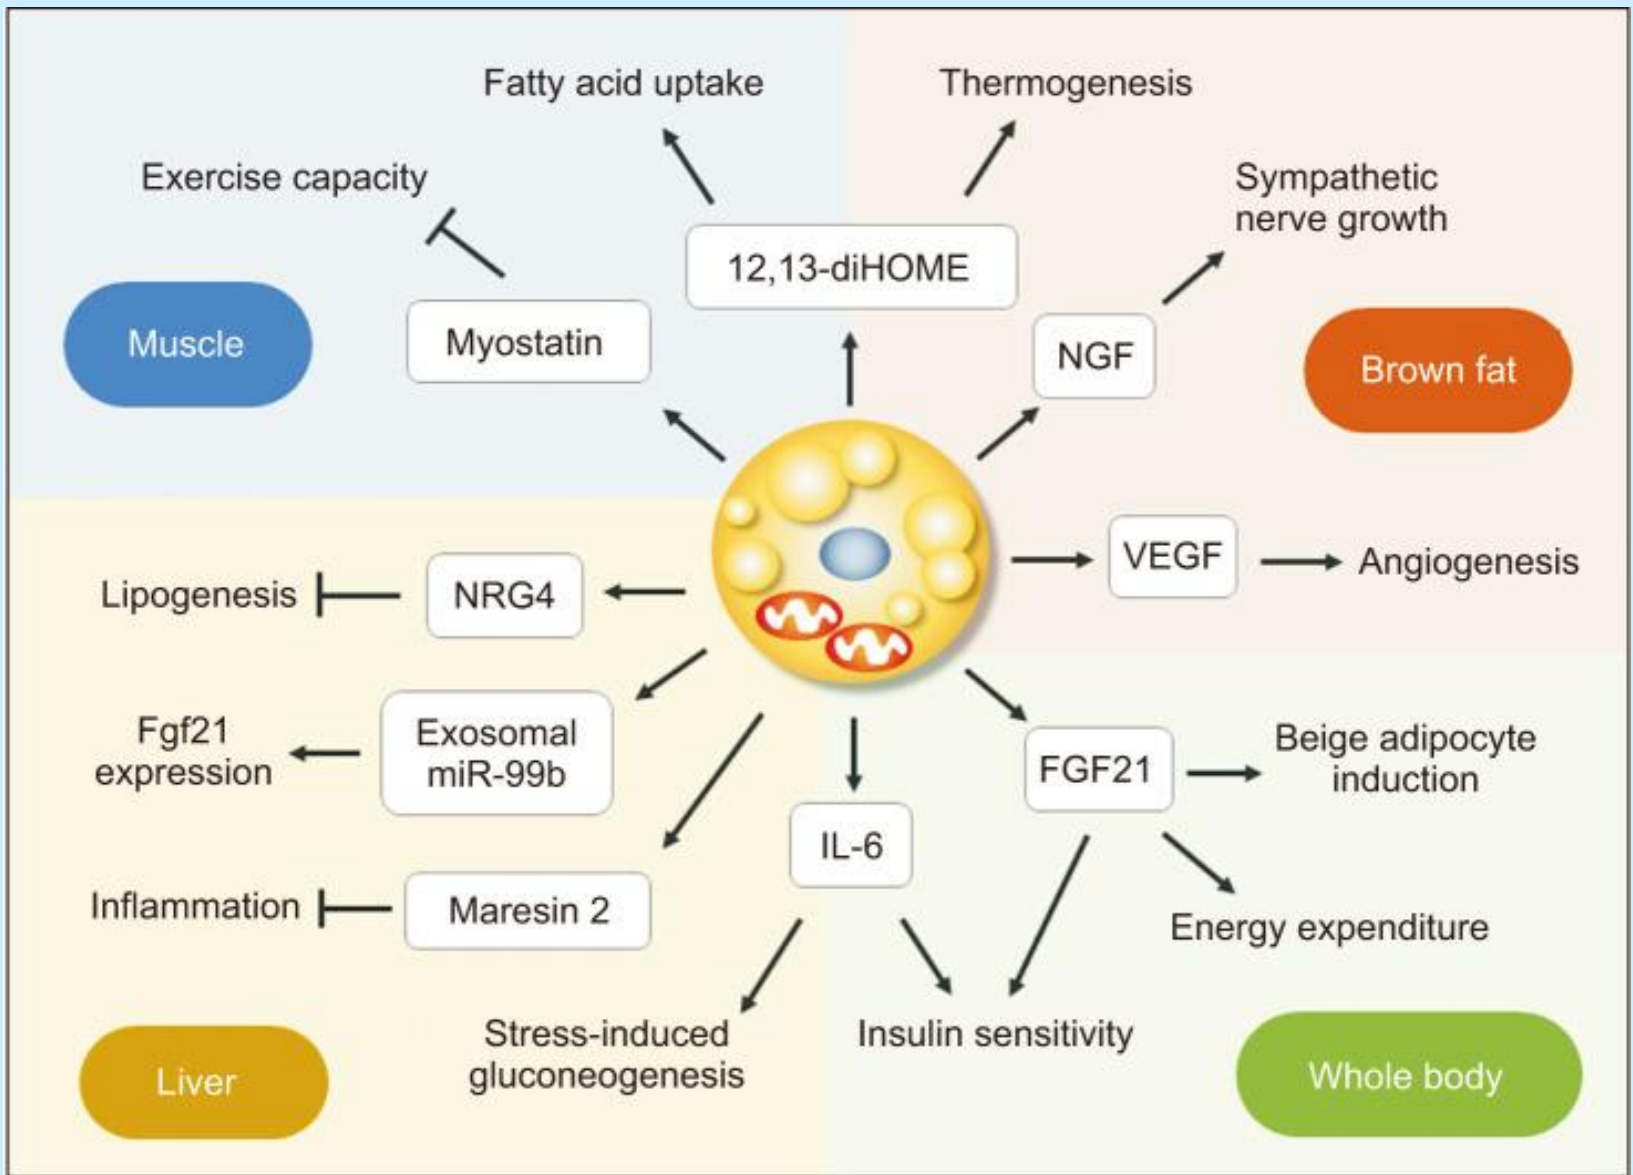 Fatty acid uptake
Thermogenesis
Exercise capacity
Sympathetic
nerve growth
12,13-diHOME
Muscle
Myostatin
NGF
Brown fat
VEGF
Angiogenesis
Lipogenesis
NRG4
Fgf21
expression
Exosomal
miR-99b
FGF21
Beige adipocyte
induction
IL-6
Inflammation
Maresin 2
Energy expenditure
Stress-induced
gluconeogenesis
Insulin sensitivity
Liver
Whole body